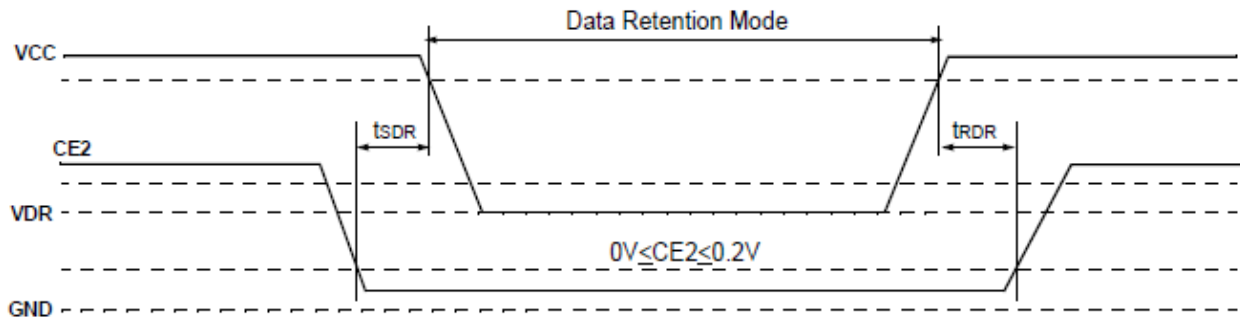 Data Retention Mode
VCC
tSDR
tRDR
CE2
VDR
0V≤CE2≤0.2V
GND